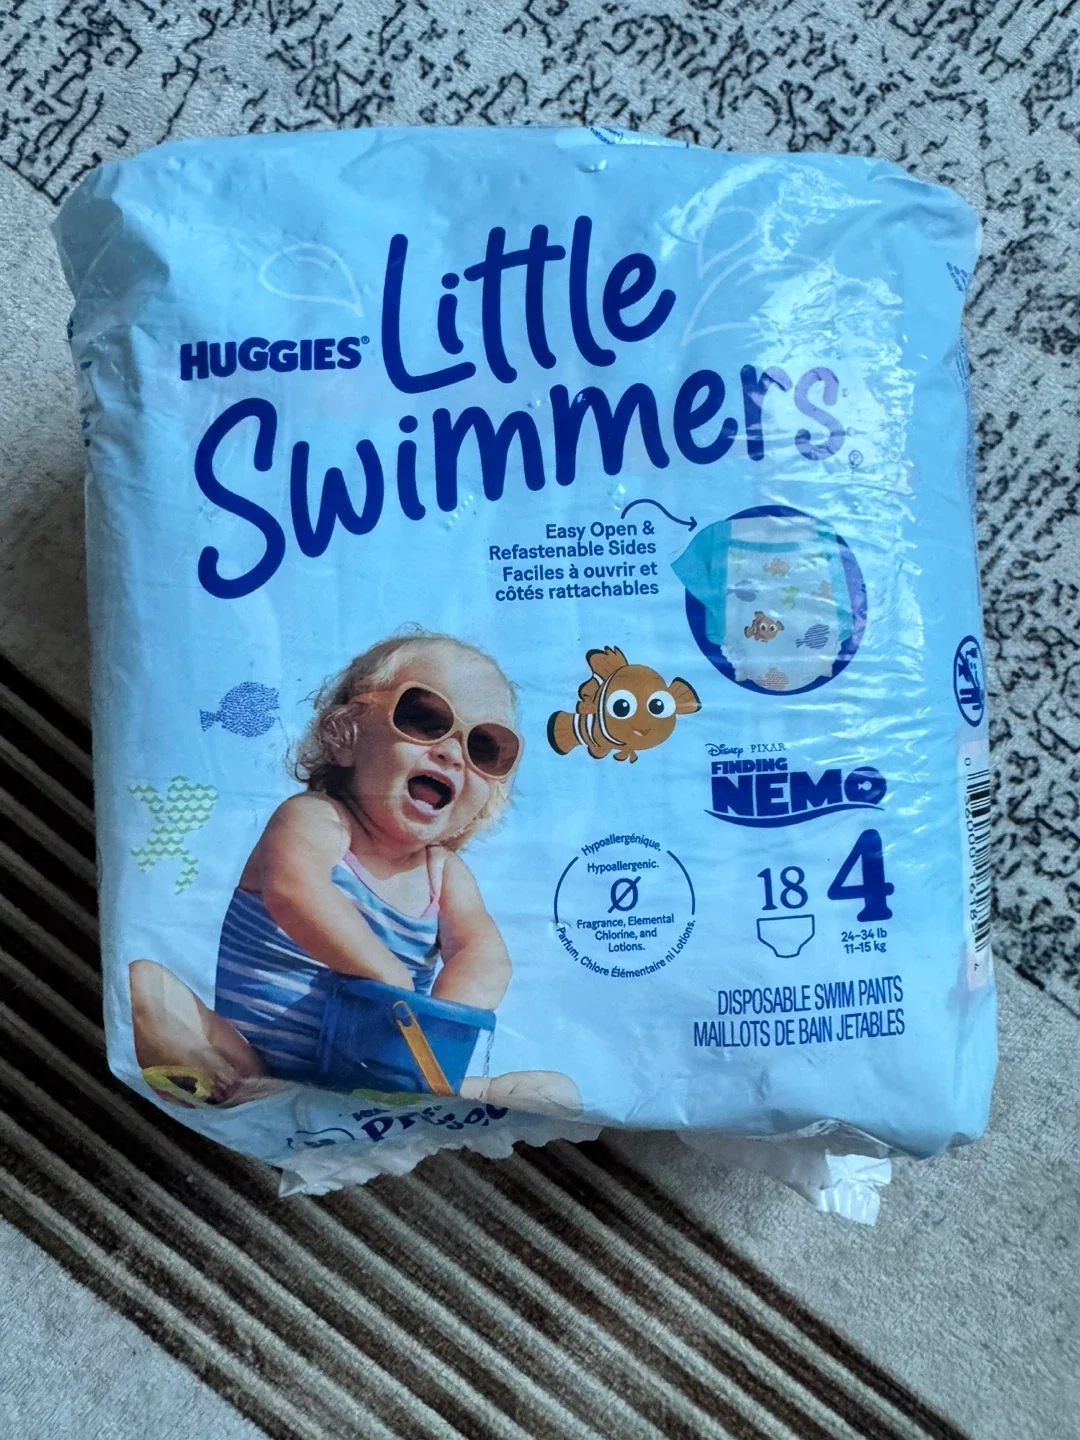 HUGGIES® Little
Swimmers®
Easy Open &
Refastenable Sides
Faciles à ouvrir et
côtés rattachables
Disney PIXAR
FINDING
NEMO
Hypoallergénique.
Hypoallergenic.
Fragrance, Elemental
Chlorine, and
Lotions.
Parfum, Chlore Élémentaire ni Lotions.
18 4
24-34 lb
11-15 kg
DISPOSABLE SWIM PANTS
MAILLOTS DE BAIN JETABLES